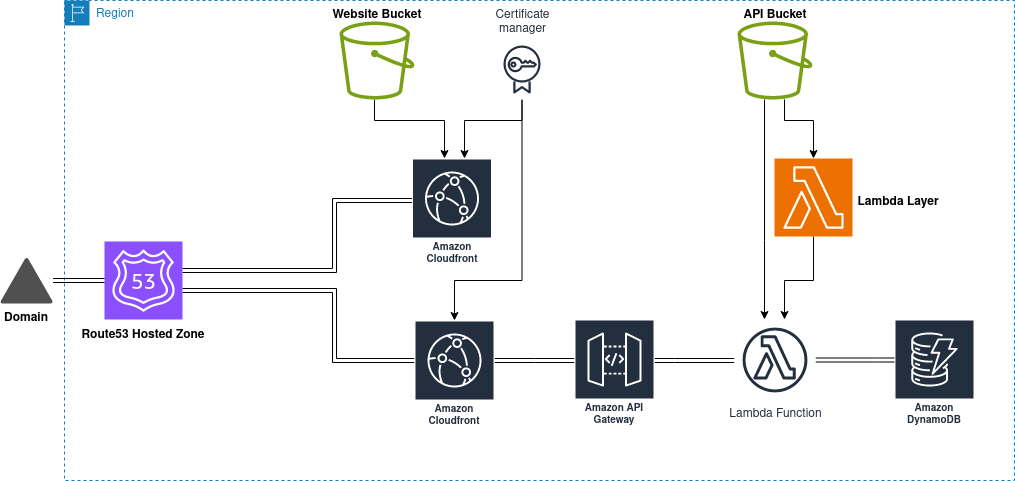 Region
Website Bucket
Certificate
manager
API Bucket
Lambda Layer
Amazon
Cloudfront
53
Domain
Route53 Hosted Zone
</>
Amazon
Cloudfront
Amazon API
Gateway
Lambda Function
Amazon
DynamoDB